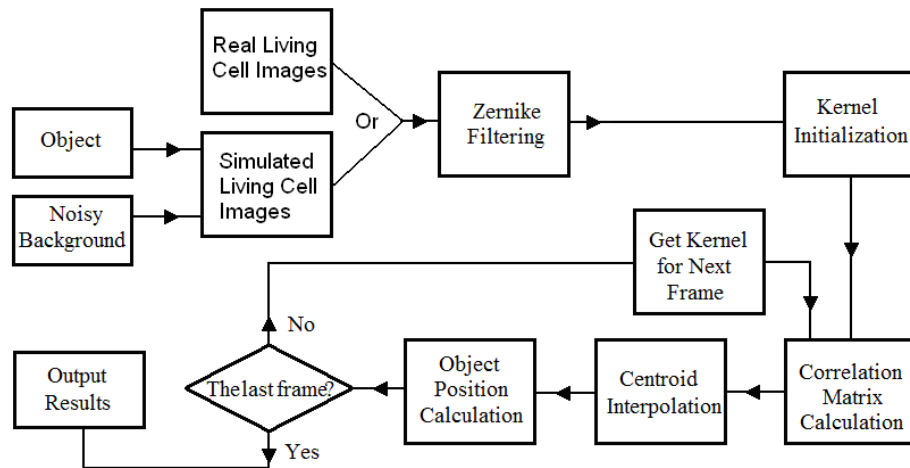 Real Living
Cell Images
Or
Object
Simulated
Living Cell
Images
Noisy
Background
Zernike
Filtering
Kernel
Initialization
Get Kernel
for Next
Frame
Correlation
Matrix
Calculation
Centroid
Interpolation
Object
Position
Calculation
The last frame?
No
Yes
Output
Results